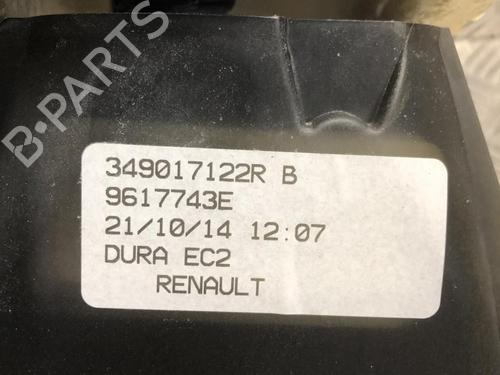 B-PARTS
349017122R B
9617743E
21/10/14 12:07
DURA EC2
RENAULT